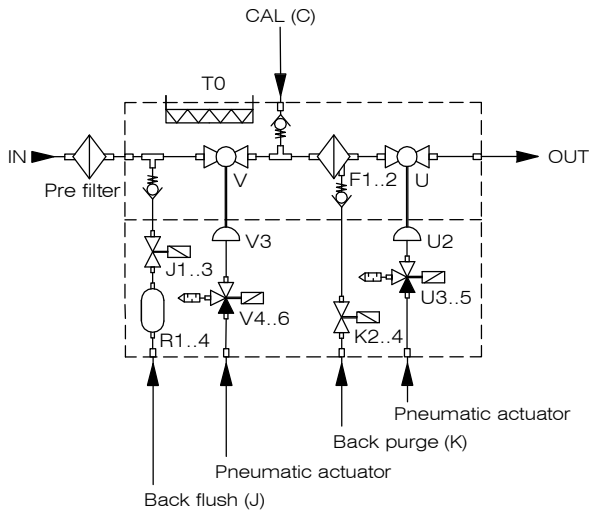 CAL (C)
T0
IN
OUT
Pre filter
V
F1..2
U
V3
U2
J1..3
U3..5
V4..6
K2..4
R1..4
Pneumatic actuator
Back purge (K)
Pneumatic actuator
Back flush (J)